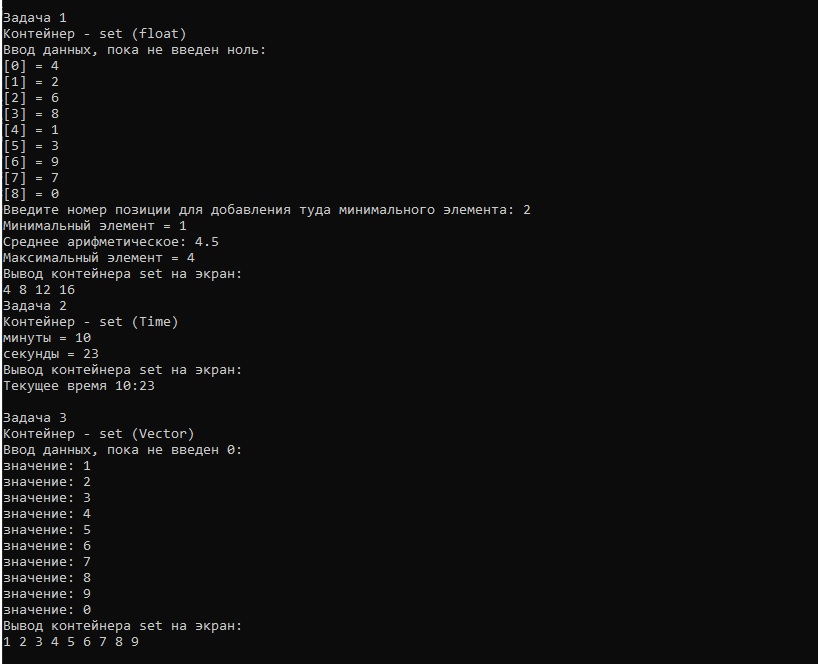 Задача 1
Контейнер - set (float)
Ввод данных, пока не введен ноль:
[0] = 4
[1] = 2
[2] = 6
[3] = 8
[4] = 1
[5] = 3
[6] = 9
[7] = 7
[8] = 0
Введите номер позиции для добавления туда минимального элемента: 2
Минимальный элемент = 1
Среднее арифметическое: 4.5
Максимальный элемент = 4
Вывод контейнера set на экран:
4 8 12 16
Задача 2
Контейнер - set (Time)
минуты = 10
секунды = 23
Вывод контейнера set на экран:
Текущее время 10:23
Задача 3
Контейнер - set (Vector)
Ввод данных, пока не введен 0:
значение: 1
значение: 2
значение: 3
значение: 4
значение: 5
значение: 6
значение: 7
значение: 8
значение: 9
значение: 0
Вывод контейнера set на экран:
1 2 3 4 5 6 7 8 9